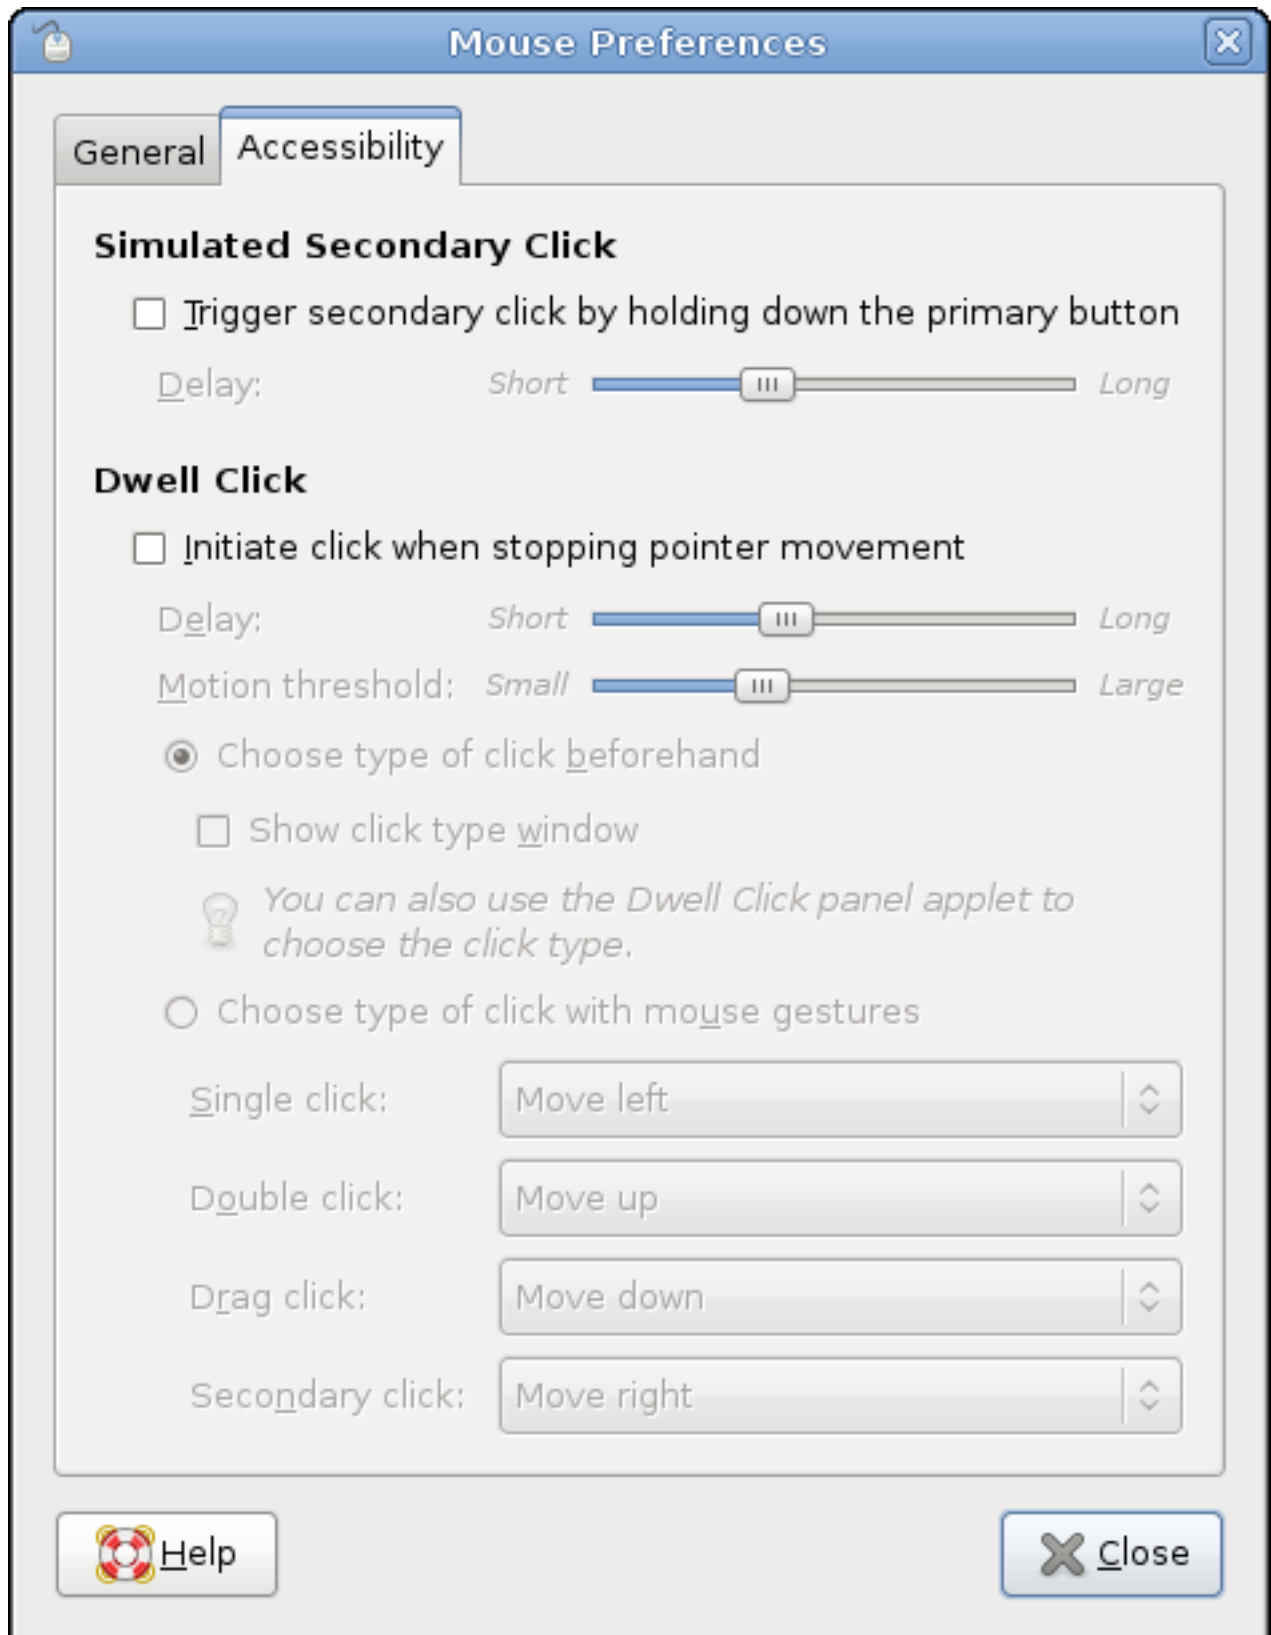 Mouse Preferences
General Accessibility
Simulated Secondary Click
Trigger secondary click by holding down the primary button
Delay: Short Long
Dwell Click
Initiate click when stopping pointer movement
Delay: Short Long
Motion threshold: Small Large
Choose type of click beforehand
Show click type window
You can also use the Dwell Click panel applet to
choose the click type.
Choose type of click with mouse gestures
Single click: Move left
Double click: Move up
Drag click: Move down
Secondary click: Move right
Help Close